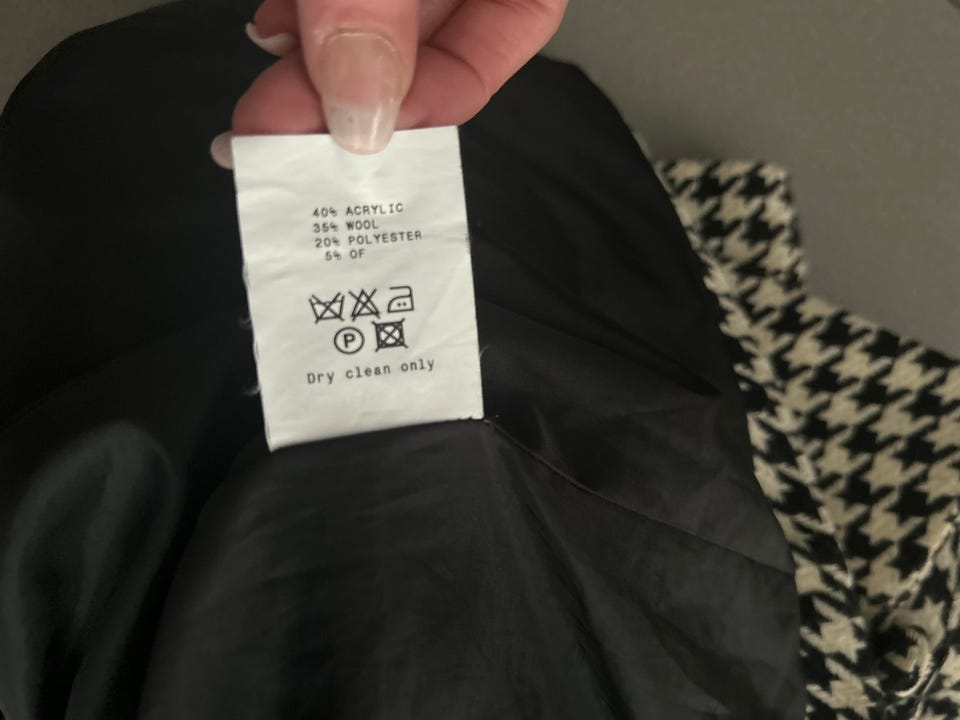 40% ACRYLIC
35% WOOL
20% POLYESTER
5% OF
P
Dry clean only